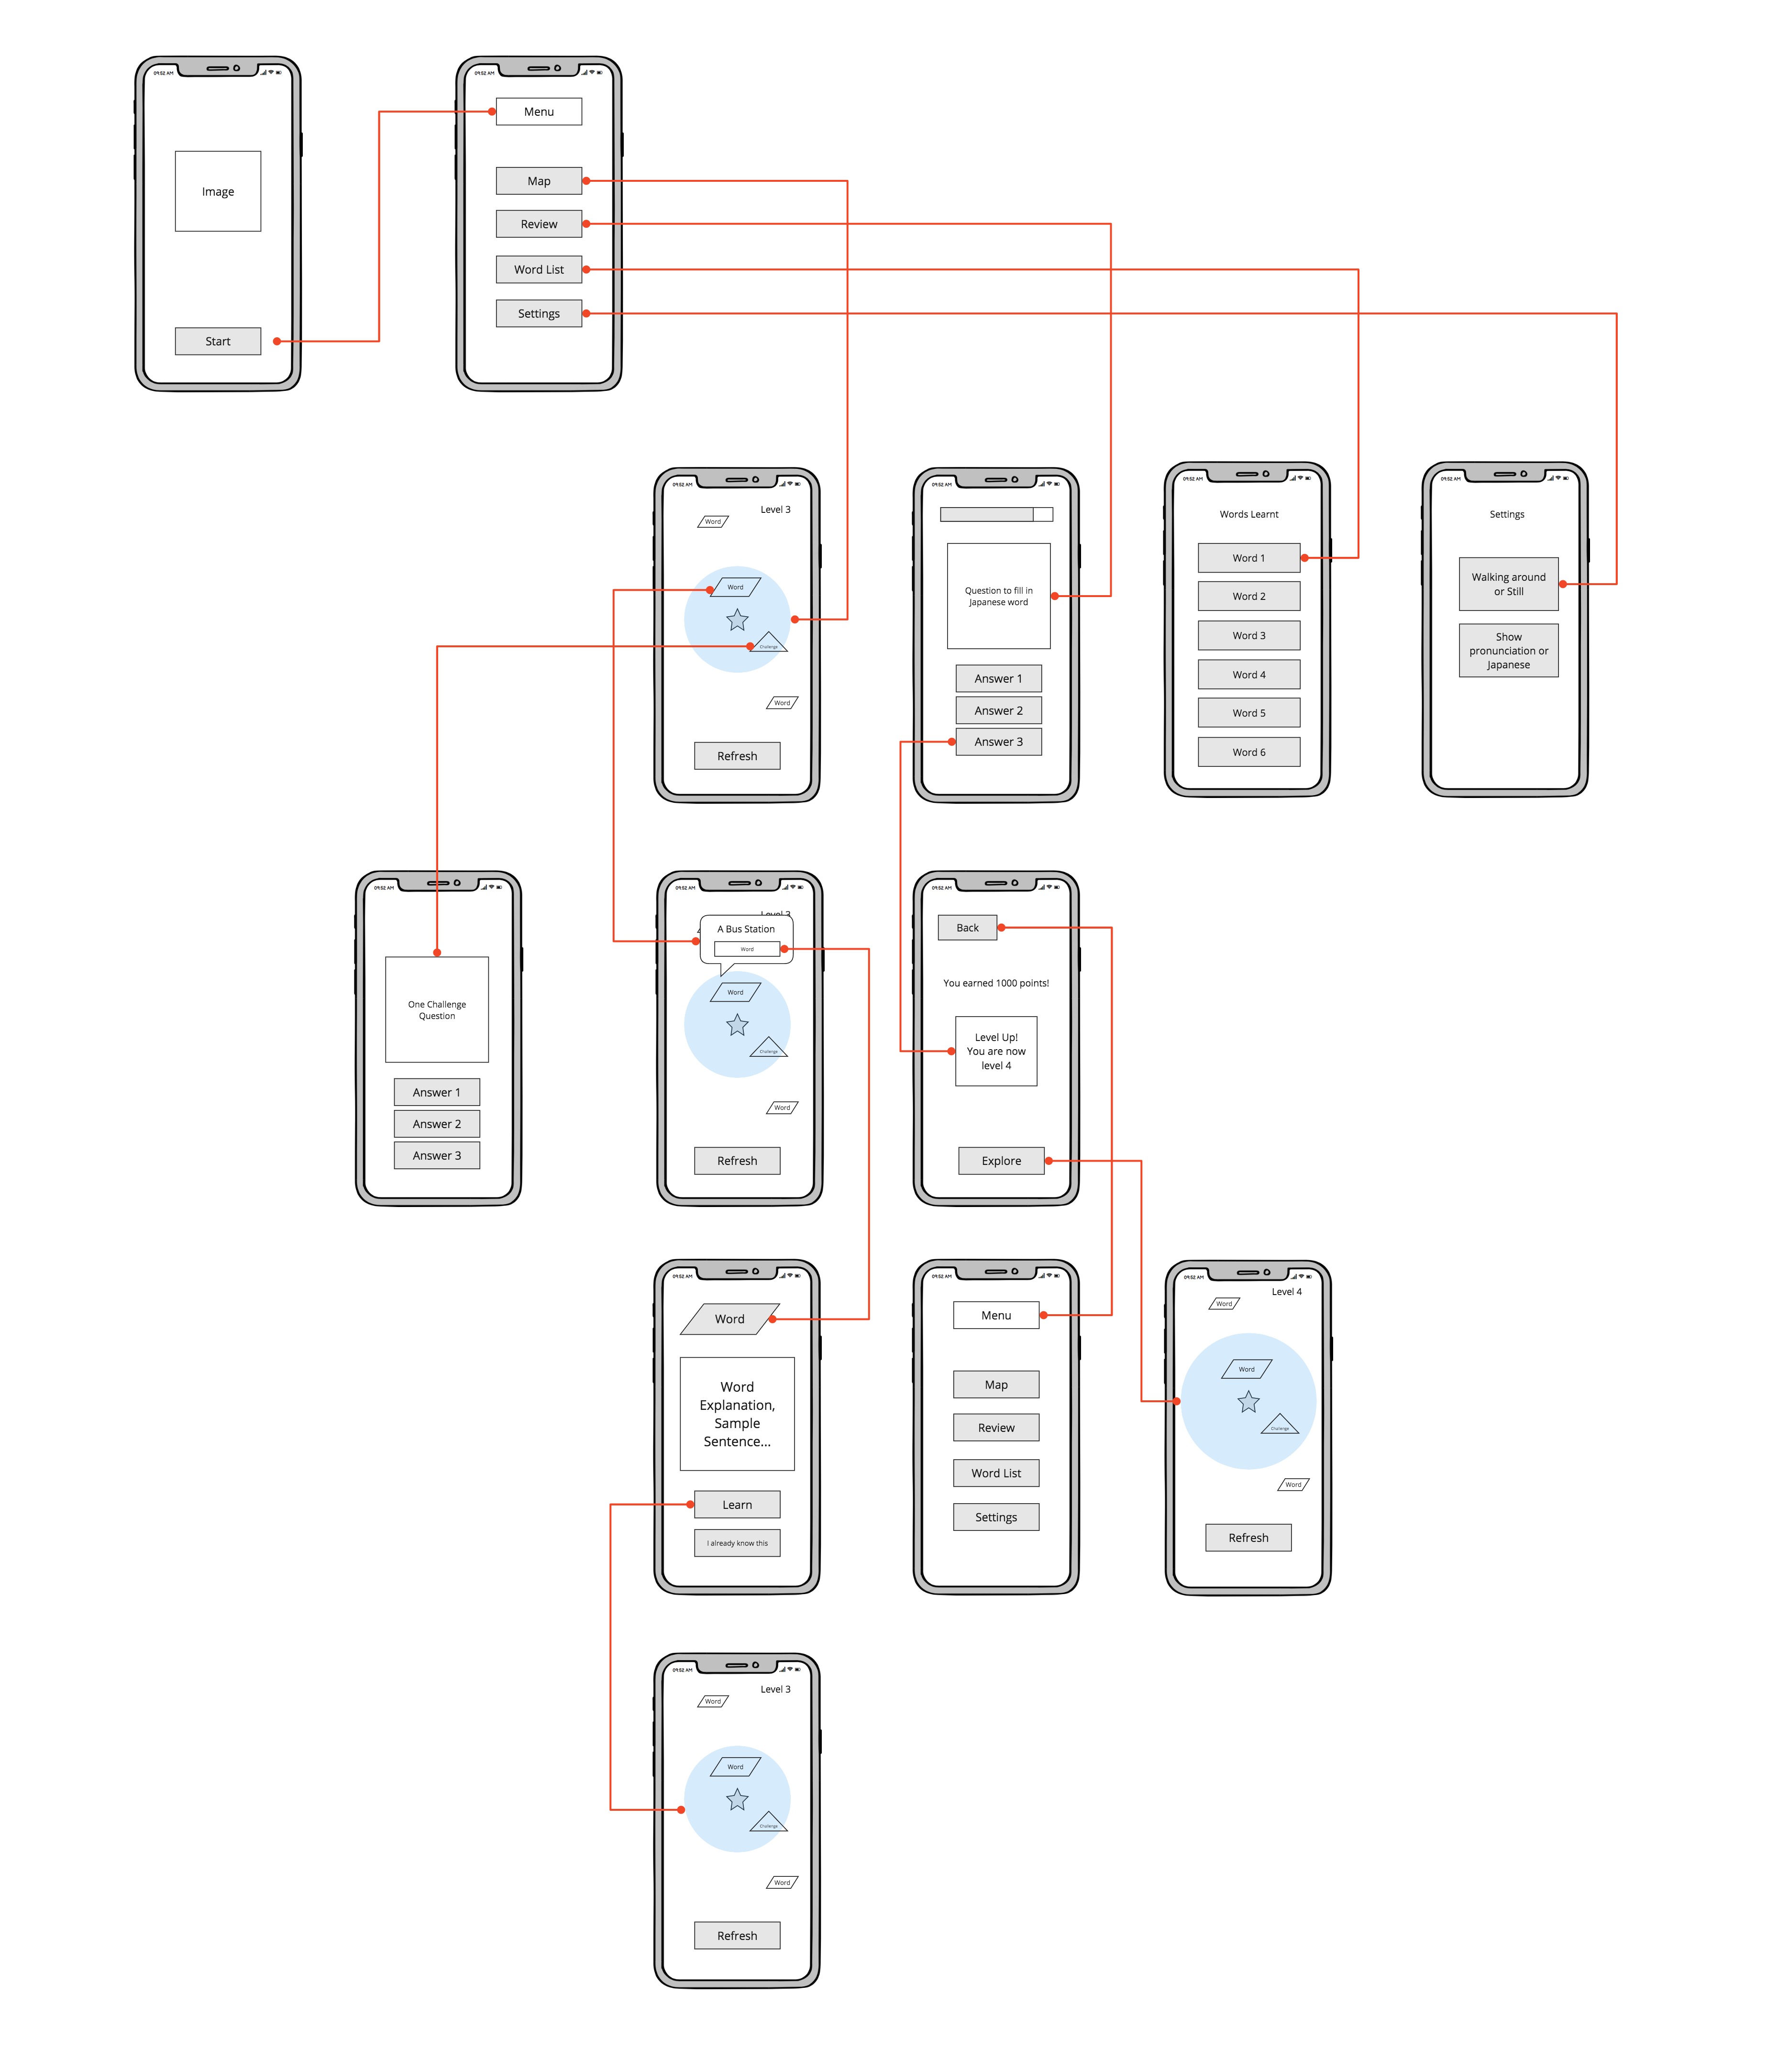 09:52 AM
Image
Start
09:52 AM
Menu
Map
Review
Word List
Settings
09:52 AM
Level 3
Word
Word
Challenge
Word
Refresh
09:52 AM
Question to fill in
Japanese word
Answer 1
Answer 2
Answer 3
09:52 AM
Words Learnt
Word 1
Word 2
Word 3
Word 4
Word 5
Word 6
09:52 AM
Settings
Walking around
or Still
Show
pronunciation or
Japanese
09:52 AM
One Challenge
Question
Answer 1
Answer 2
Answer 3
09:52 AM
Level 3
A Bus Station
Word
Word
Challenge
Word
Refresh
09:52 AM
Back
You earned 1000 points!
Level Up!
You are now
level 4
Explore
09:52 AM
Word
Word
Explanation,
Sample
Sentence...
Learn
I already know this
09:52 AM
Menu
Map
Review
Word List
Settings
09:52 AM
Level 4
Word
Word
Challenge
Word
Refresh
09:52 AM
Level 3
Word
Word
Challenge
Word
Refresh